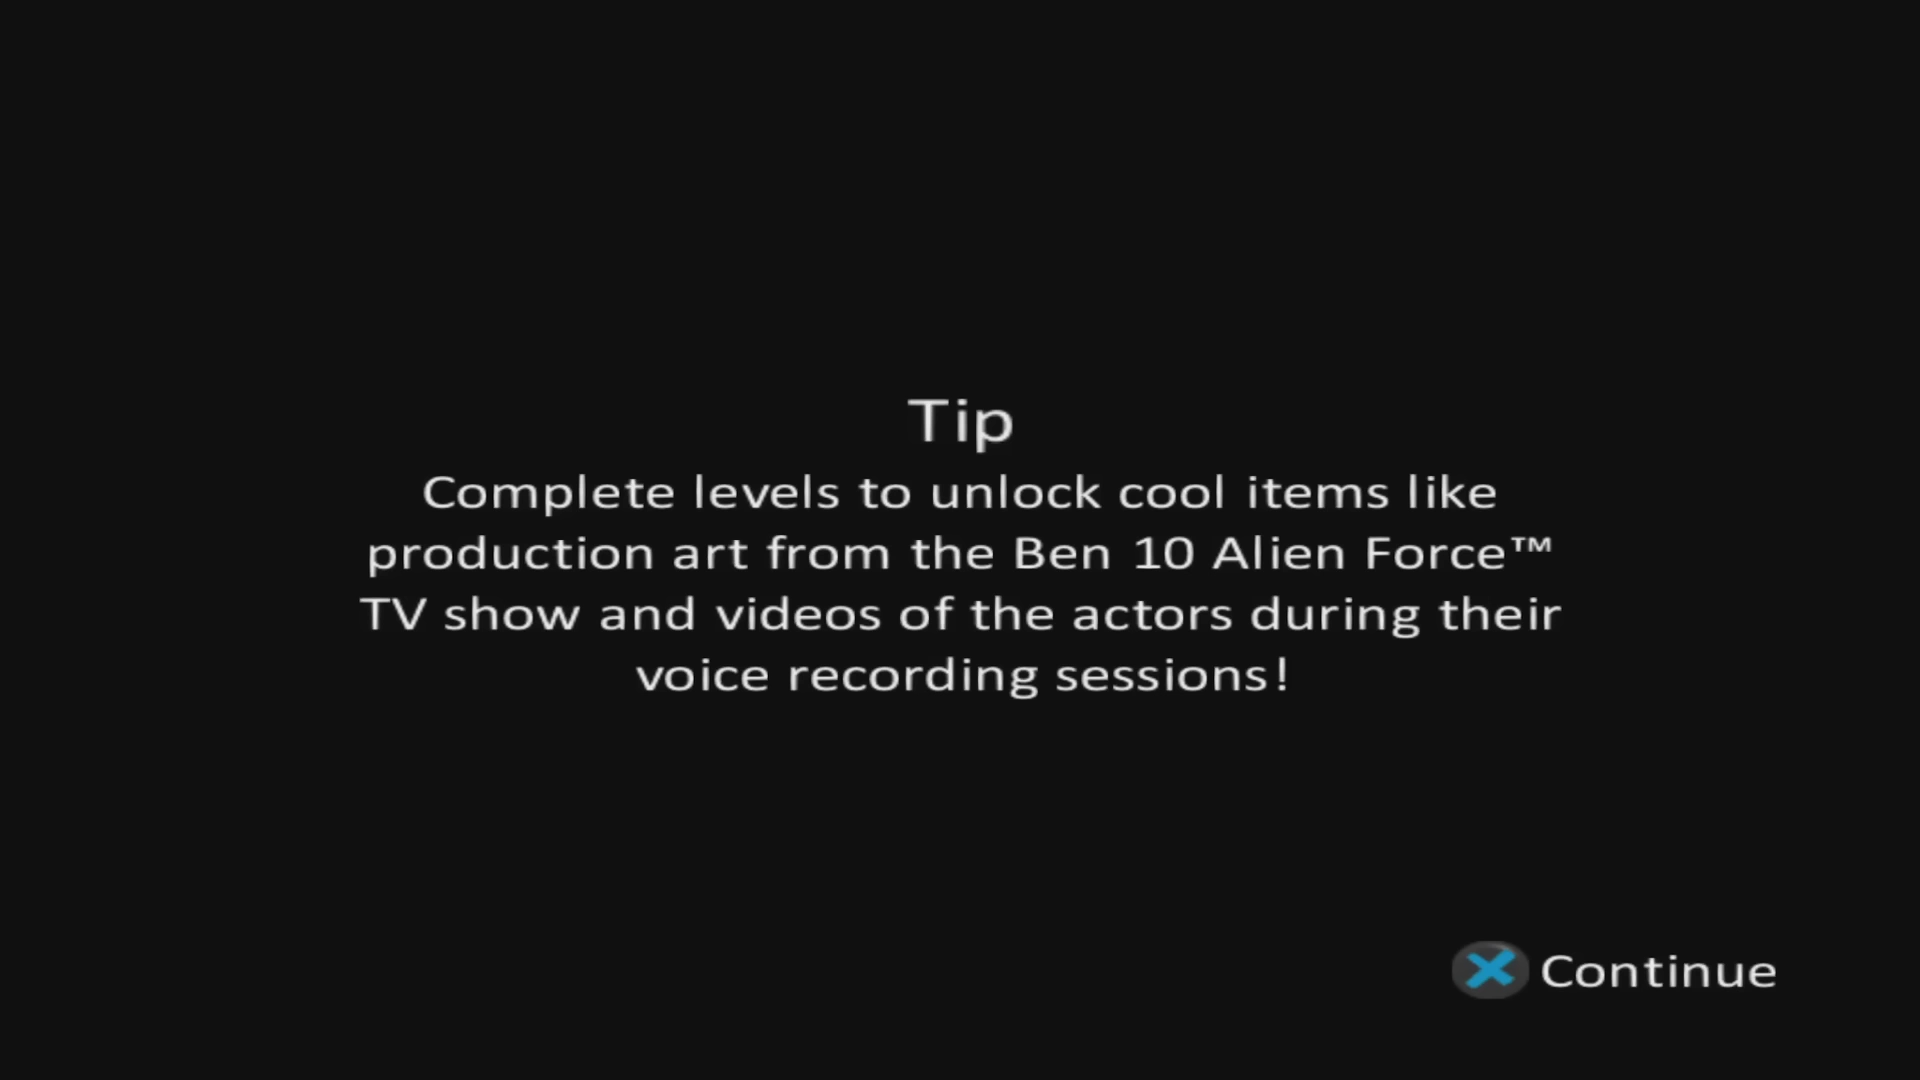 Tip
Complete levels to unlock cool items like
production art from the Ben 10 Alien Force™
TV show and videos of the actors during their
voice recording sessions!
Continue